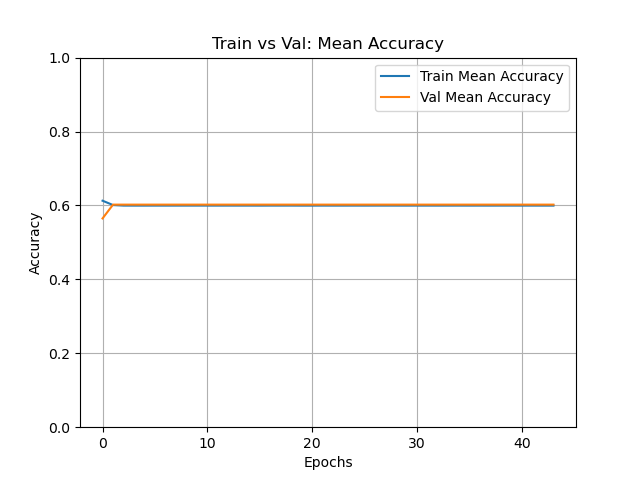 Train vs Val: Mean Accuracy
1.0
0.8
0.6
0.4
0.2
0.0
Accuracy
Train Mean Accuracy
Val Mean Accuracy
0 10 20 30 40
Epochs